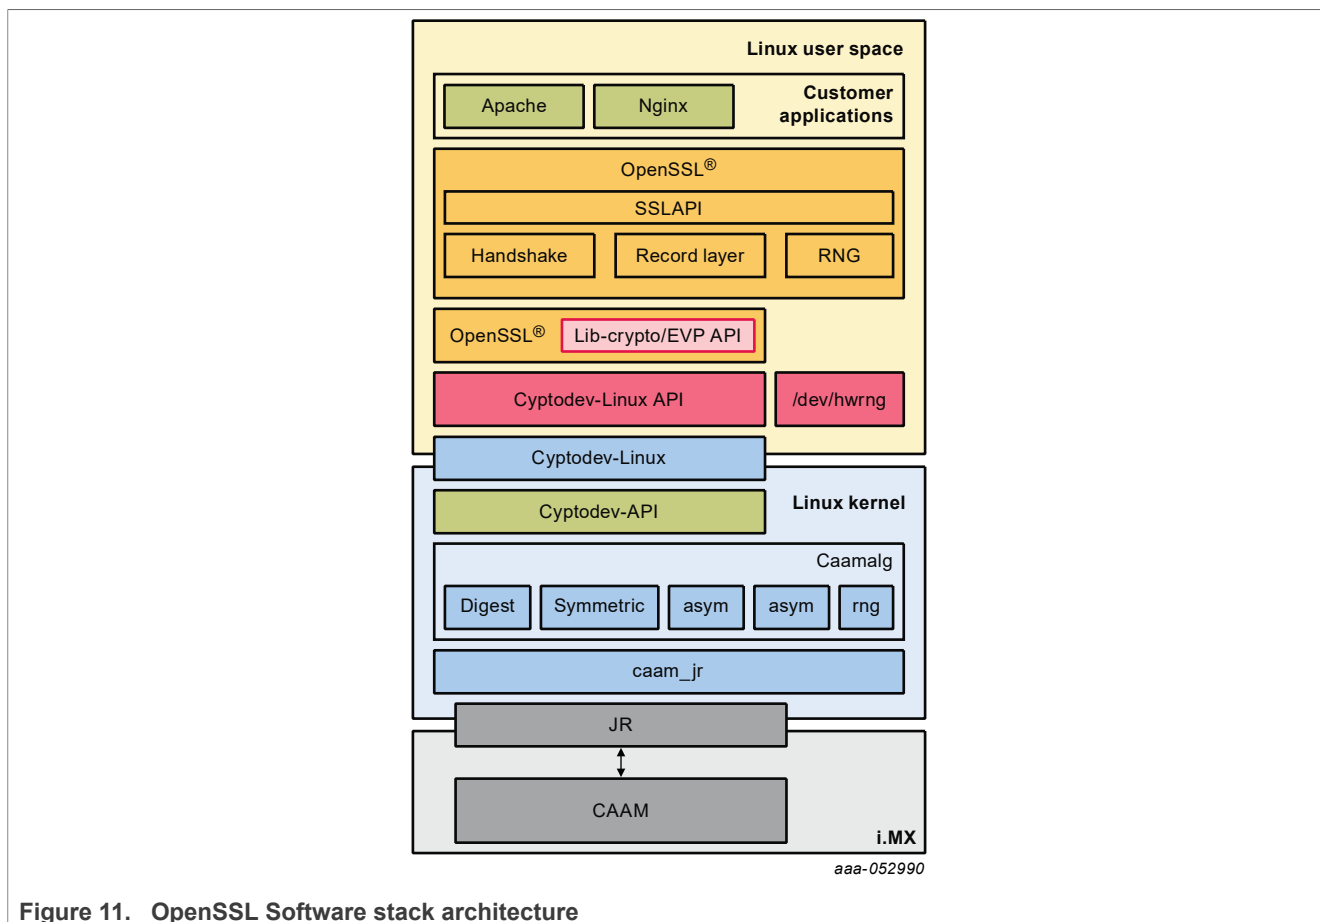 Linux user space
Customer
applications
Apache
Nginx
OpenSSL®
SSLAPI
Handshake
Record layer
RNG
OpenSSL®
Lib-crypto/EVP API
Cyptodev-Linux API
/dev/hwrng
Cyptodev-Linux
Linux kernel
Cyptodev-API
Caamalg
Digest
Symmetric
asym
asym
rng
caam_jr
JR
CAAM
i.MX
aaa-052990
Figure 11. OpenSSL Software stack architecture